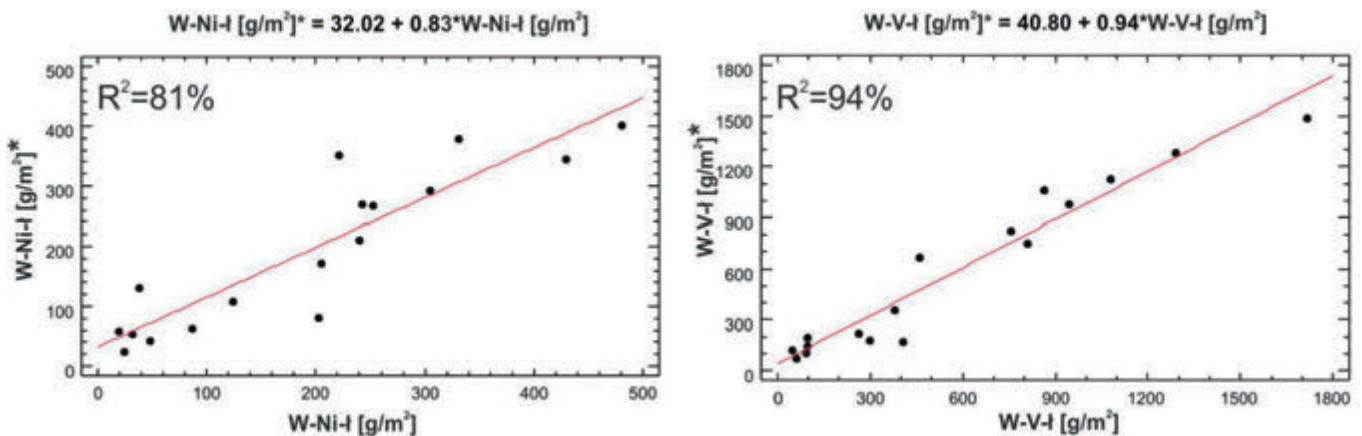 W-Ni-ł [g/m²]* = 32.02 + 0.83*W-Ni-ł [g/m²]
R²=81%
W-Ni-ł [g/m²]*
500
400
300
200
100
0
0 100 200 300 400 500
W-Ni-ł [g/m²]
W-V-ł [g/m²]* = 40.80 + 0.94*W-V-ł [g/m²]
R²=94%
W-V-ł [g/m²]*
1800
1500
1200
900
600
300
0
0 300 600 900 1200 1500 1800
W-V-ł [g/m²]